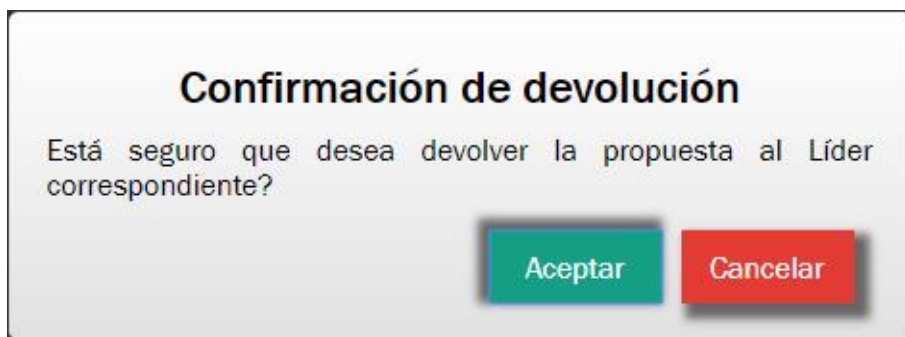 Confirmación de devolución
Está seguro que desea devolver la propuesta al Líder
correspondiente?
Aceptar Cancelar